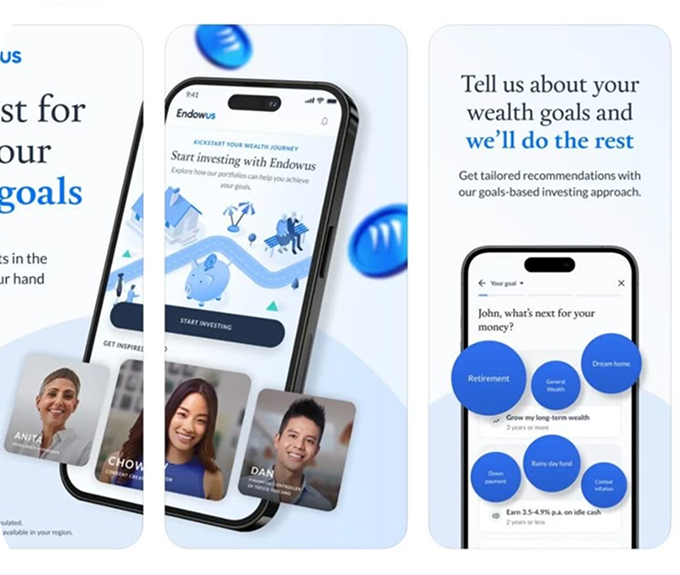 us
st for
our
goals
ts in the
ur hand
9:41
Endowus
KICKSTART YOUR WEALTH JOURNEY
Start investing with Endowus
Explore how our portfolios can help you achieve
your goals.
START INVESTING
GET INSPIRED
ANITA
CHOW
CONTENT
DAN
FINANCIAL CONTROLLER
nulated.
available in your region.
Tell us about your
wealth goals and
we'll do the rest
Get tailored recommendations with
our goals-based investing approach.
Your goal
John, what's next for your
money?
Retirement
General
Wealth
Dream home
Grow my long-term wealth
3 years or more
Down
payment
Rainy day fund
Combat
inflation
Earn 3.5-4.9% p.a. on idle cash
2 years or less